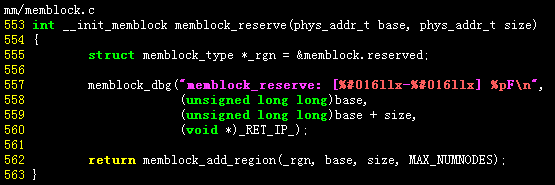 mm/memblock.c
553 int __init_memblock memblock_reserve(phys_addr_t base, phys_addr_t size)
554 {
555         struct memblock_type *_rgn = &memblock.reserved;
556
557         memblock_dbg("memblock_reserve: [%#016llx-%#016llx] %pF\n",
558                      (unsigned long long)base,
559                      (unsigned long long)base + size,
560                      (void *)_RET_IP_);
561
562         return memblock_add_region(_rgn, base, size, MAX_NUMNODES);
563 }